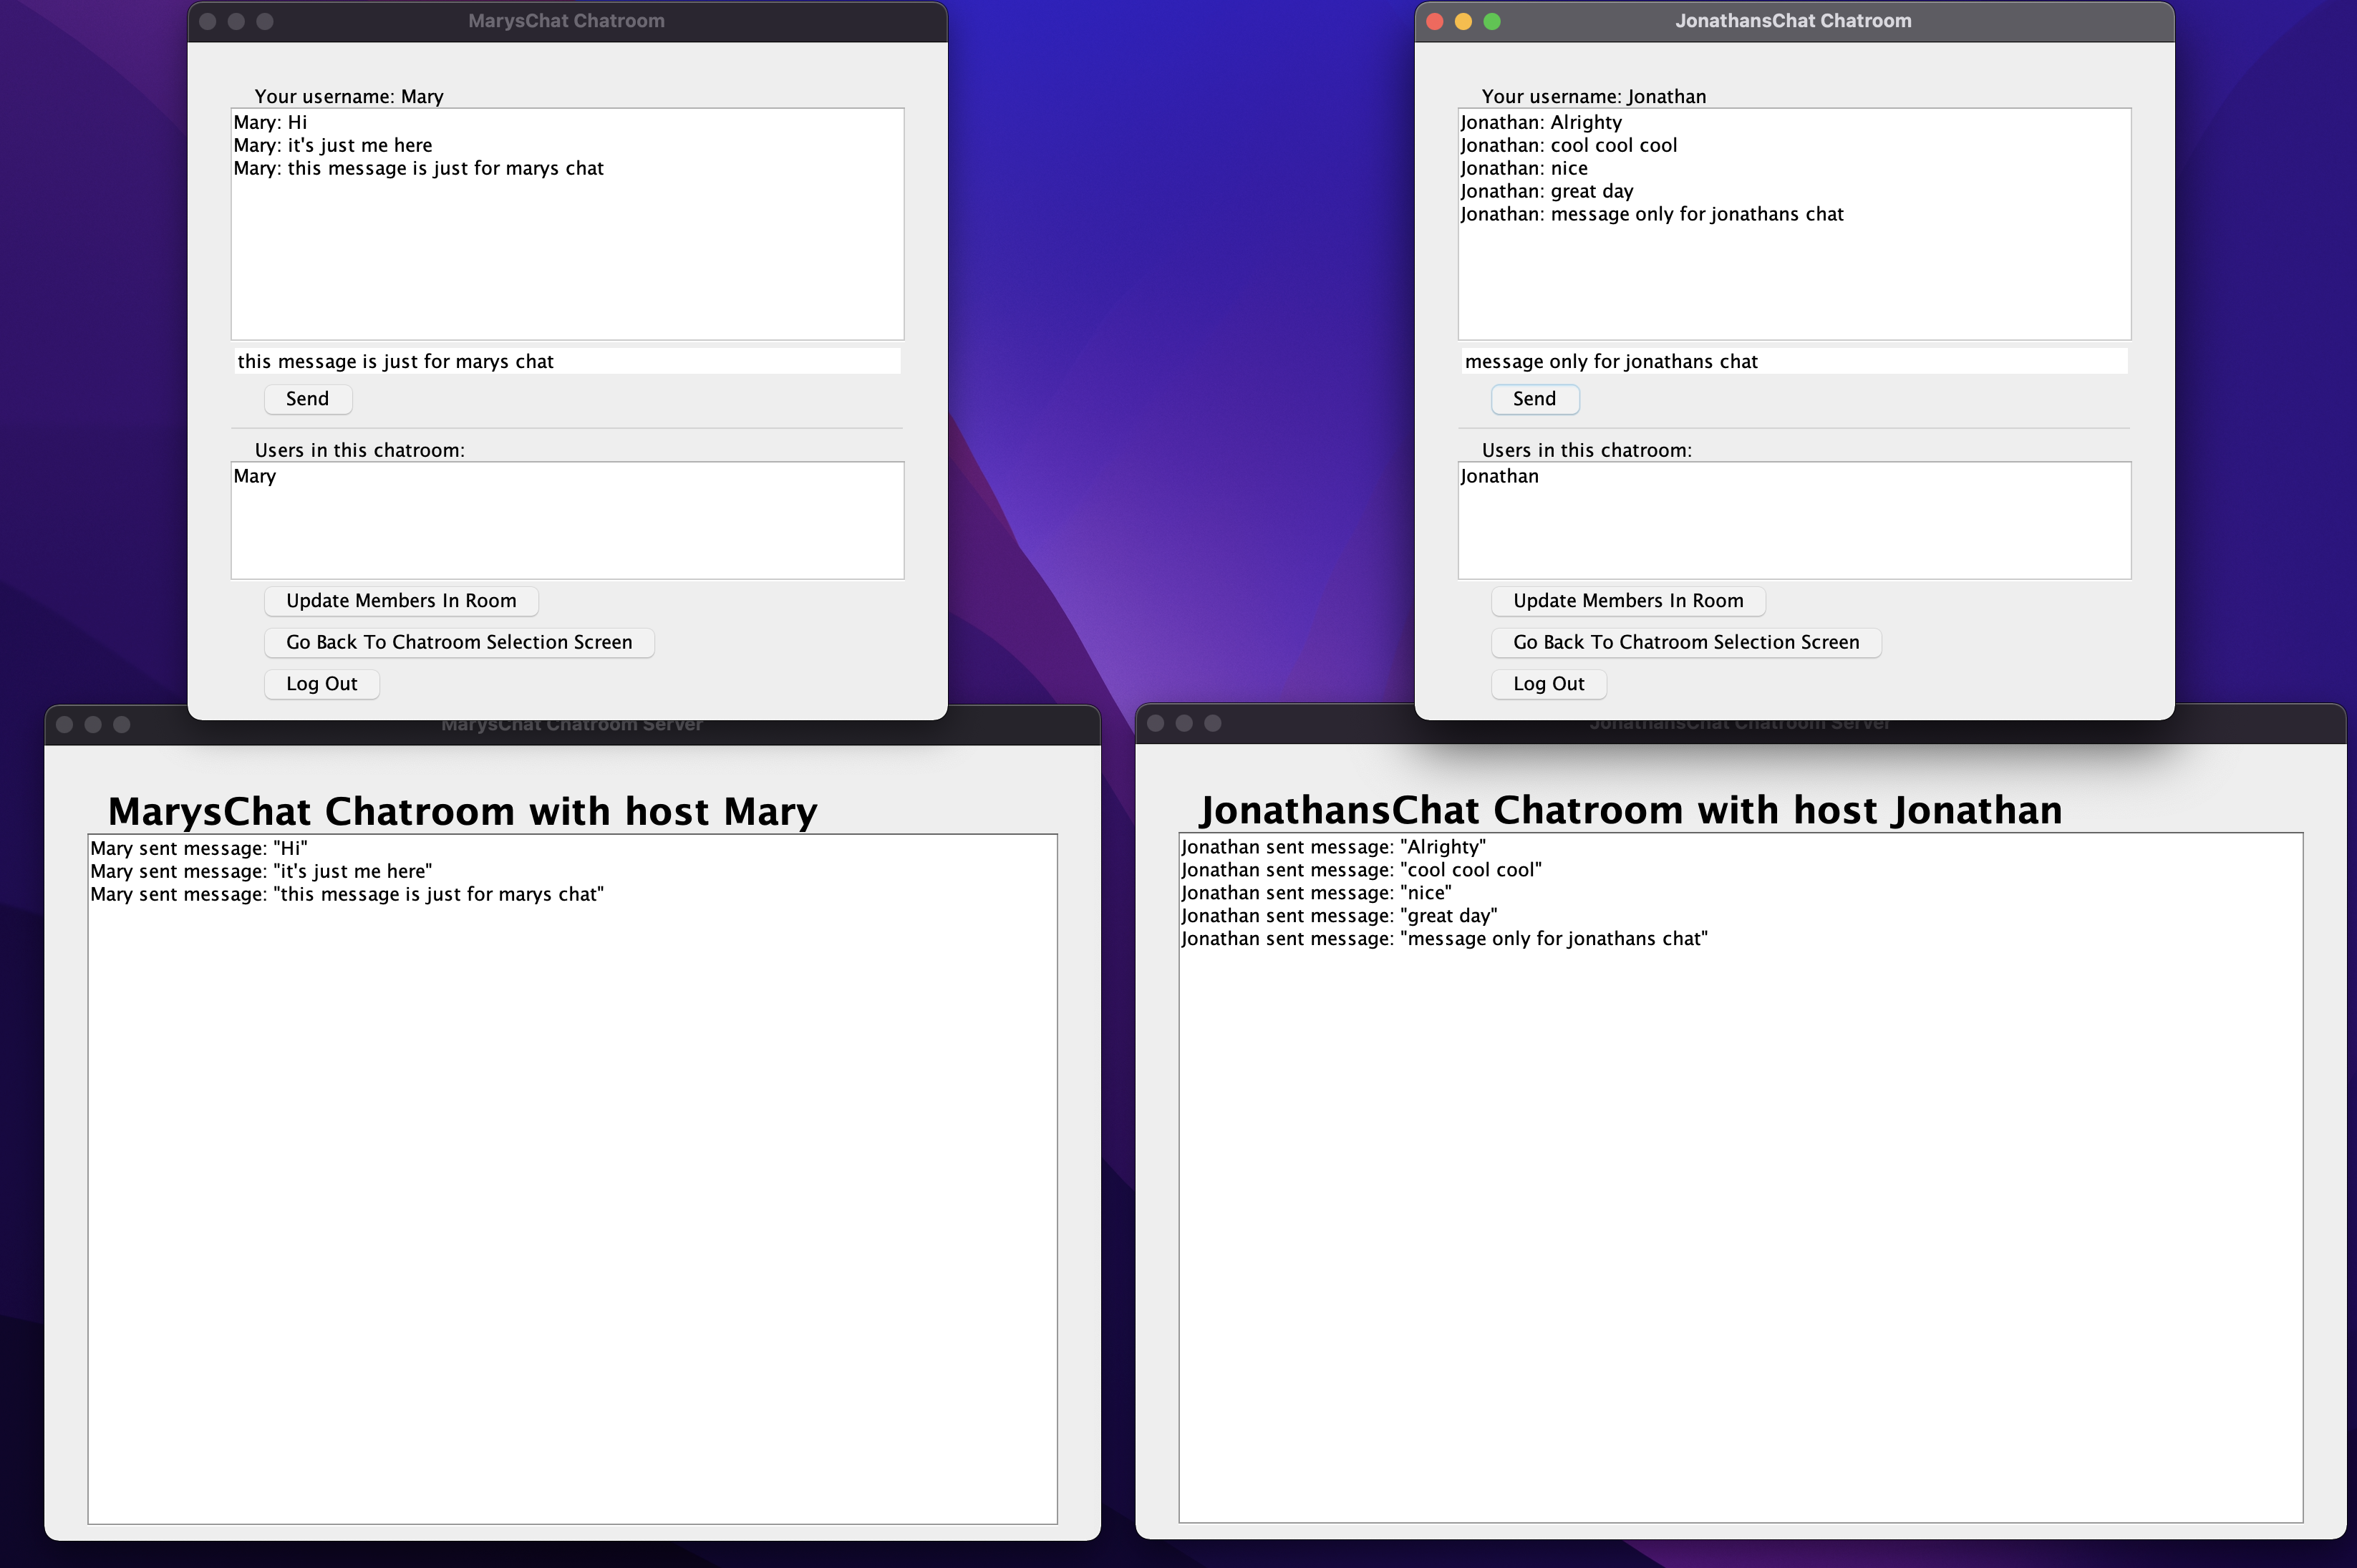 MarysChat Chatroom
Your username: Mary
Mary: Hi
Mary: it's just me here
Mary: this message is just for marys chat
this message is just for marys chat
Send
Users in this chatroom:
Mary
Update Members In Room
Go Back To Chatroom Selection Screen
Log Out
JonathansChat Chatroom
Your username: Jonathan
Jonathan: Alrighty
Jonathan: cool cool cool
Jonathan: nice
Jonathan: great day
Jonathan: message only for jonathans chat
message only for jonathans chat
Send
Users in this chatroom:
Jonathan
Update Members In Room
Go Back To Chatroom Selection Screen
Log Out
MarysChat Chatroom Server
MarysChat Chatroom with host Mary
Mary sent message: "Hi"
Mary sent message: "it's just me here"
Mary sent message: "this message is just for marys chat"
JonathansChat Chatroom Server
JonathansChat Chatroom with host Jonathan
Jonathan sent message: "Alrighty"
Jonathan sent message: "cool cool cool"
Jonathan sent message: "nice"
Jonathan sent message: "great day"
Jonathan sent message: "message only for jonathans chat"